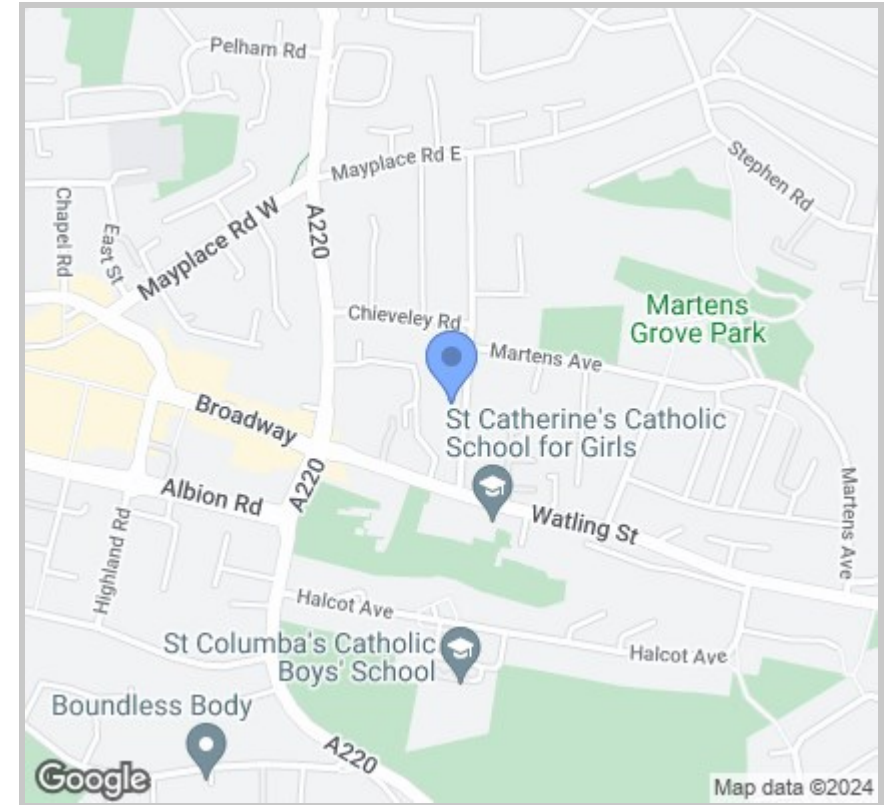 Pelham Rd
Mayplace Rd E
Stephen Rd
Chapel Rd
East St
Mayplace Rd W
A220
Martens
Grove Park
Chieveley Rd
Martens Ave
Broadway
St Catherine's Catholic
School for Girls
Albion Rd
A220
Watling St
Martens Ave
Highland Rd
Halcot Ave
St Columba's Catholic
Boys' School
Halcot Ave
Boundless Body
A220
Google
Map data ©2024